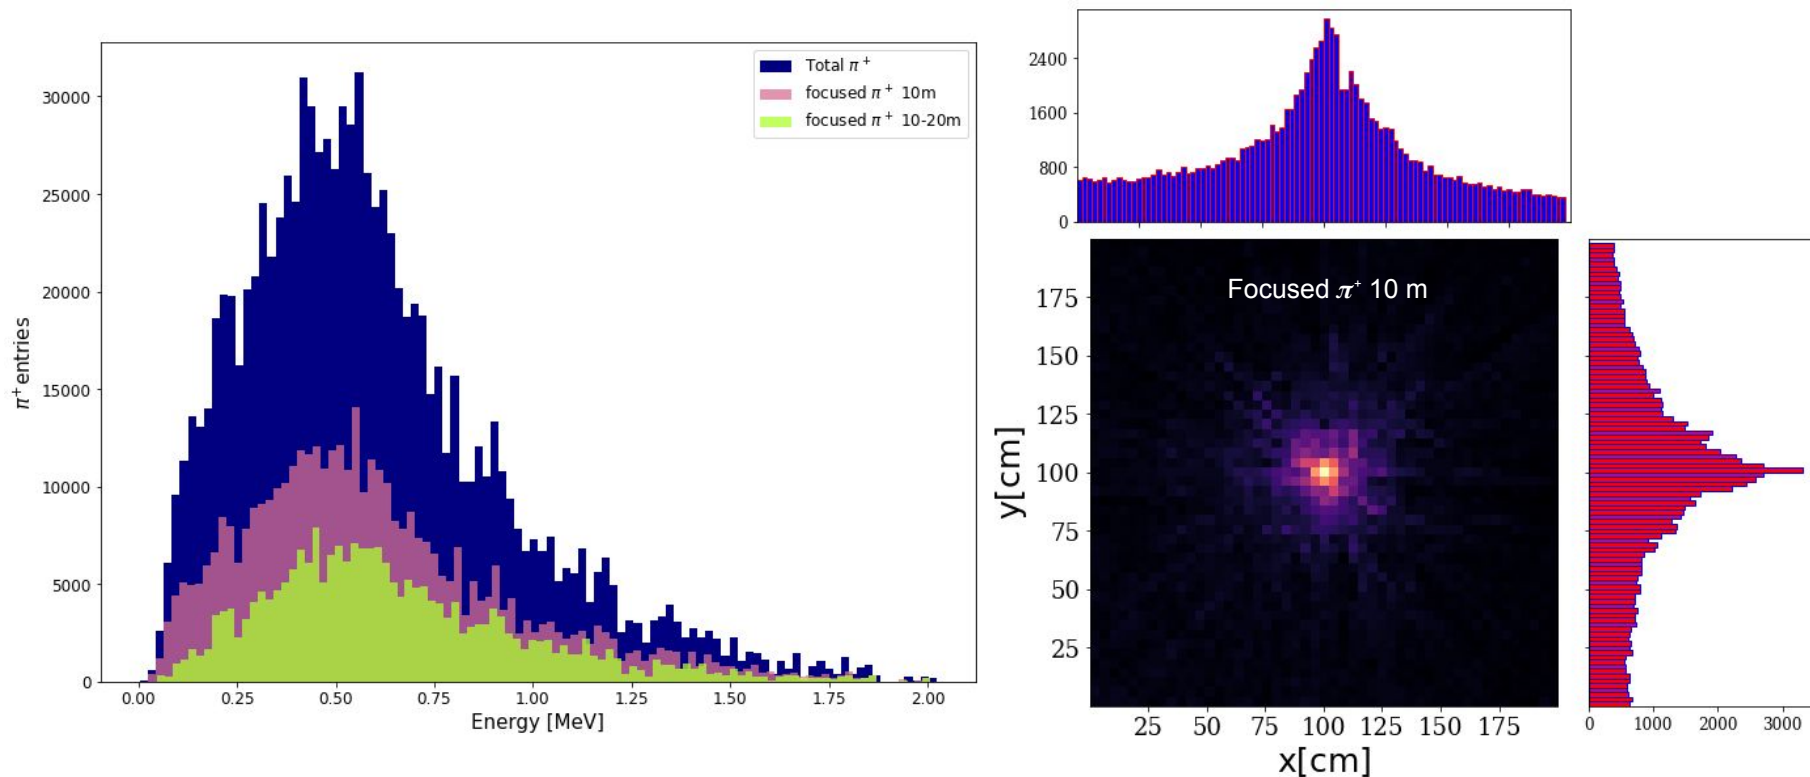 30000
25000
20000
15000
10000
5000
0
π⁺entries
0.00 0.25 0.50 0.75 1.00 1.25 1.50 1.75 2.00
Energy [MeV]
Total π⁺
focused π⁺ 10m
focused π⁺ 10-20m
2400
1600
800
0
Focused π⁺ 10 m
175
150
125
100
75
50
25
y[cm]
25 50 75 100 125 150 175
x[cm]
0 1000 2000 3000